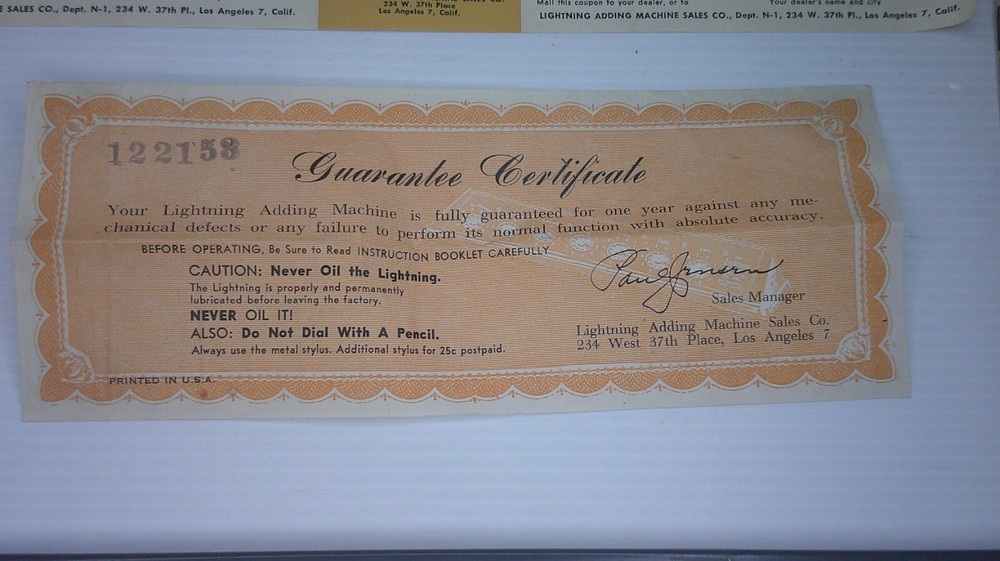 E SALES CO., Dept. N-1, 234 W. 37th Pl., Los Angeles 7, Calif.
234 W. 37th Place
Los Angeles 7, Calif.
Mail this coupon to your dealer, or to
Your dealer's name and city
LIGHTNING ADDING MACHINE SALES CO., Dept. N-1, 234 W. 37th Pl., Los Angeles 7, Calif.
122153
Guarantee Certificate
Your Lightning Adding Machine is fully guaranteed for one year against any me-
chanical defects or any failure to perform its normal function with absolute accuracy.
BEFORE OPERATING, Be Sure to Read INSTRUCTION BOOKLET CAREFULLY
CAUTION: Never Oil the Lightning.
The Lightning is properly and permanently
lubricated before leaving the factory.
NEVER OIL IT!
ALSO: Do Not Dial With A Pencil.
Always use the metal stylus. Additional stylus for 25c postpaid.
Paul Jensen
Sales Manager
Lightning Adding Machine Sales Co.
234 West 37th Place, Los Angeles 7
PRINTED IN U.S.A.